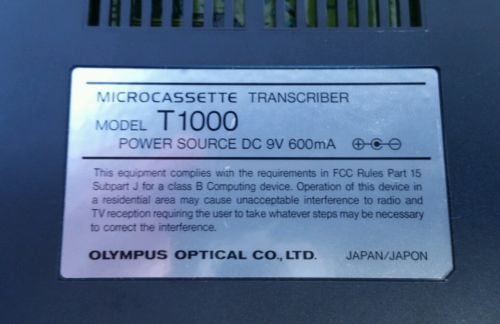 MICROCASSETTE TRANSCRIBER
MODEL T1000
POWER SOURCE DC 9V 600mA
This equipment complies with the requirements in FCC Rules Part 15
Subpart J for a class B Computing device. Operation of this device in
a residential area may cause unacceptable interference to radio and
TV reception requiring the user to take whatever steps may be necessary
to correct the interference.
OLYMPUS OPTICAL CO., LTD. JAPAN/JAPON